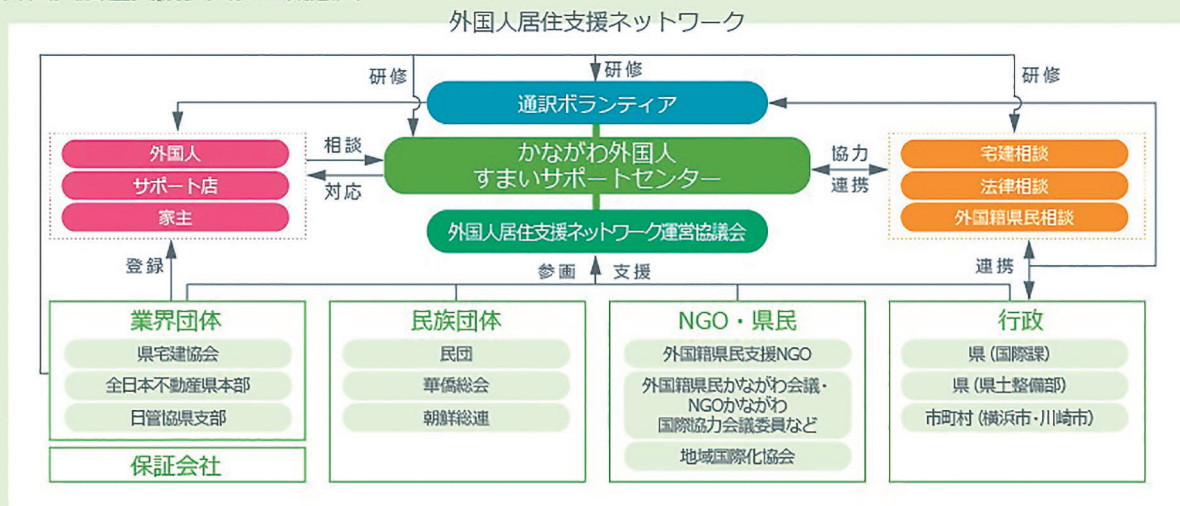 外国人居住支援ネットワーク
研修
研修
研修
通訳ボランティア
外国人
サポート店
家主
相談
対応
かながわ外国人
すまいサポートセンター
協力
連携
宅建相談
法律相談
外国籍県民相談
外国人居住支援ネットワーク運営協議会
登録
参画
支援
連携
業界団体
県宅建協会
全日本不動産県本部
日管協県支部
保証会社
民族団体
民団
華僑総会
朝鮮総連
NGO・県民
外国籍県民支援NGO
外国籍県民かながわ会議・
NGOかながわ
国際協力会議委員など
地域国際化協会
行政
県（国際課）
県（県土整備部）
市町村（横浜市・川崎市）